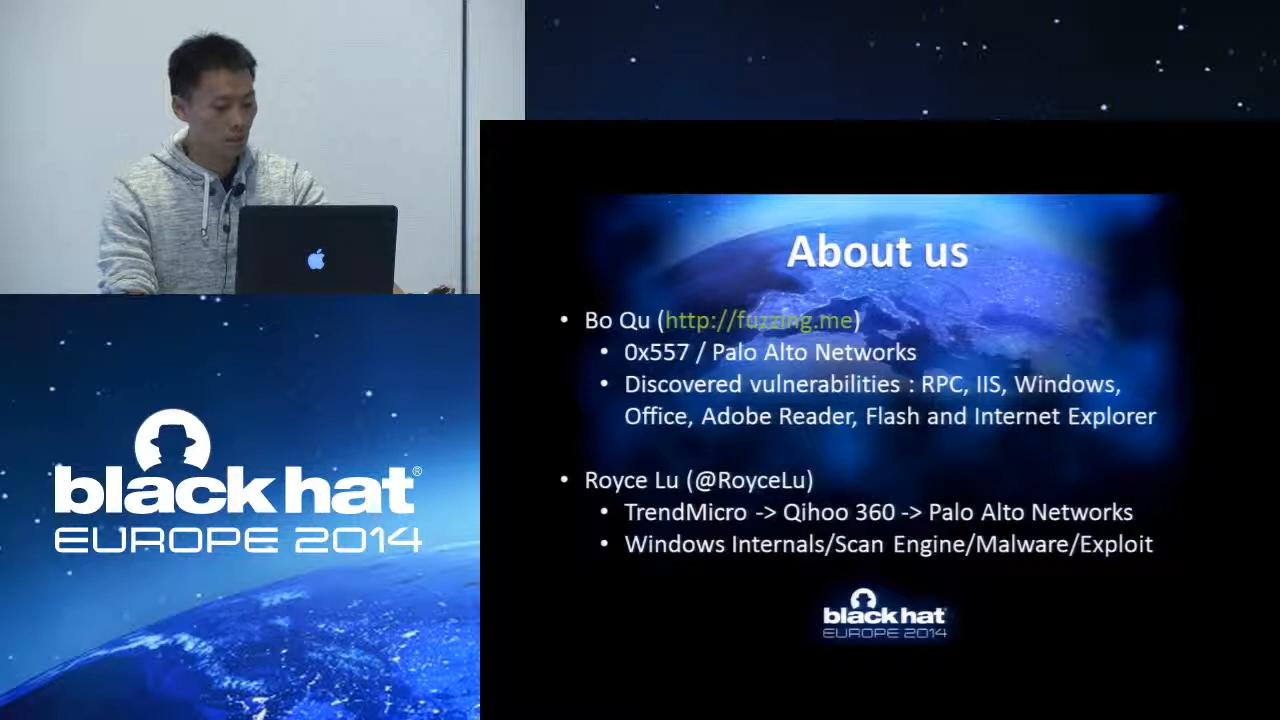 About us
• Bo Qu (http://fuzzing.me)
• 0x557 / Palo Alto Networks
• Discovered vulnerabilities : RPC, IIS, Windows,
Office, Adobe Reader, Flash and Internet Explorer
• Royce Lu (@RoyceLu)
• TrendMicro -> Qihoo 360 -> Palo Alto Networks
• Windows Internals/Scan Engine/Malware/Exploit
black hat
EUROPE 2014
black hat®
EUROPE 2014